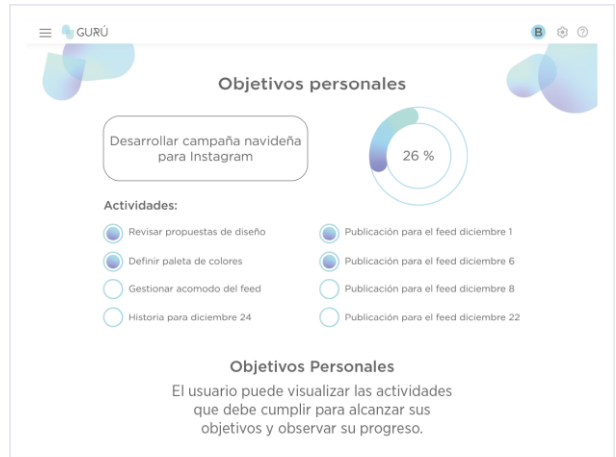 GURÚ
B
Objetivos personales
Desarrollar campaña navideña
para Instagram
26 %
Actividades:
Revisar propuestas de diseño
Definir paleta de colores
Gestionar acomodo del feed
Historia para diciembre 24
Publicación para el feed diciembre 1
Publicación para el feed diciembre 6
Publicación para el feed diciembre 8
Publicación para el feed diciembre 22
Objetivos Personales
El usuario puede visualizar las actividades
que debe cumplir para alcanzar sus
objetivos y observar su progreso.